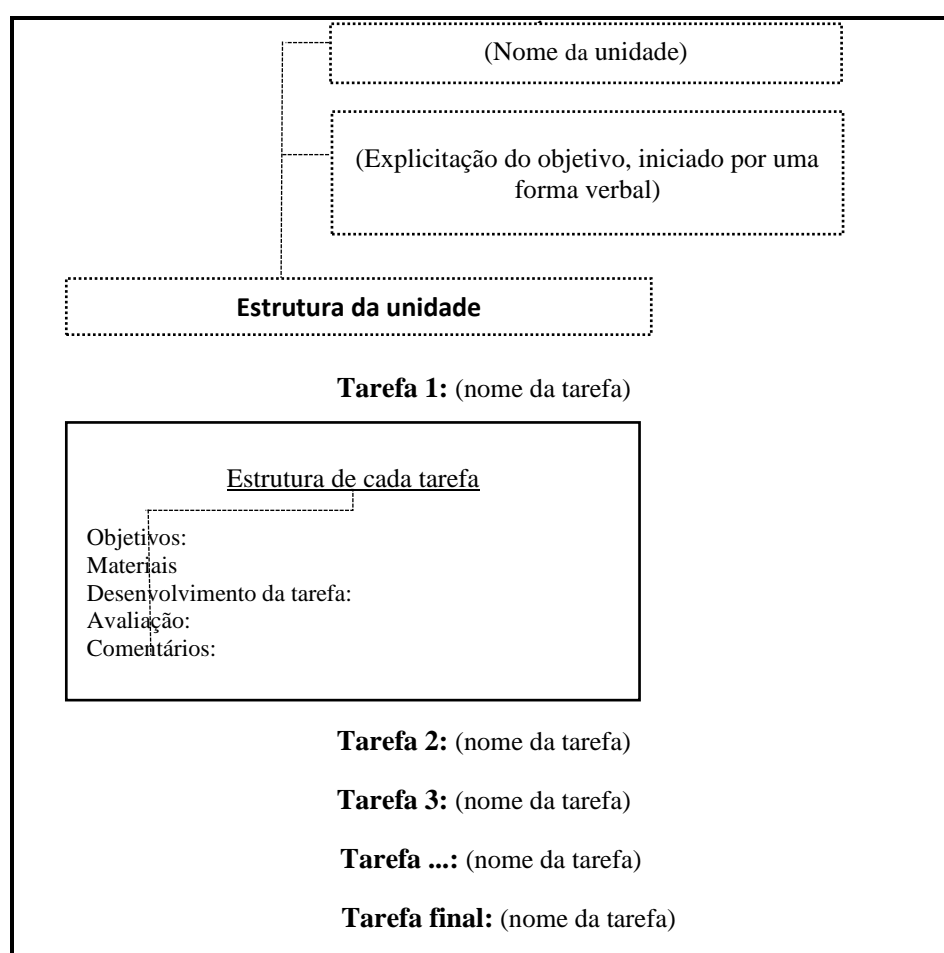 (Nome da unidade)
(Explicitação do objetivo, iniciado por uma
forma verbal)
Estrutura da unidade
Tarefa 1: (nome da tarefa)
Estrutura de cada tarefa
Objetivos:
Materiais
Desenvolvimento da tarefa:
Avaliação:
Comentários:
Tarefa 2: (nome da tarefa)
Tarefa 3: (nome da tarefa)
Tarefa ...: (nome da tarefa)
Tarefa final: (nome da tarefa)